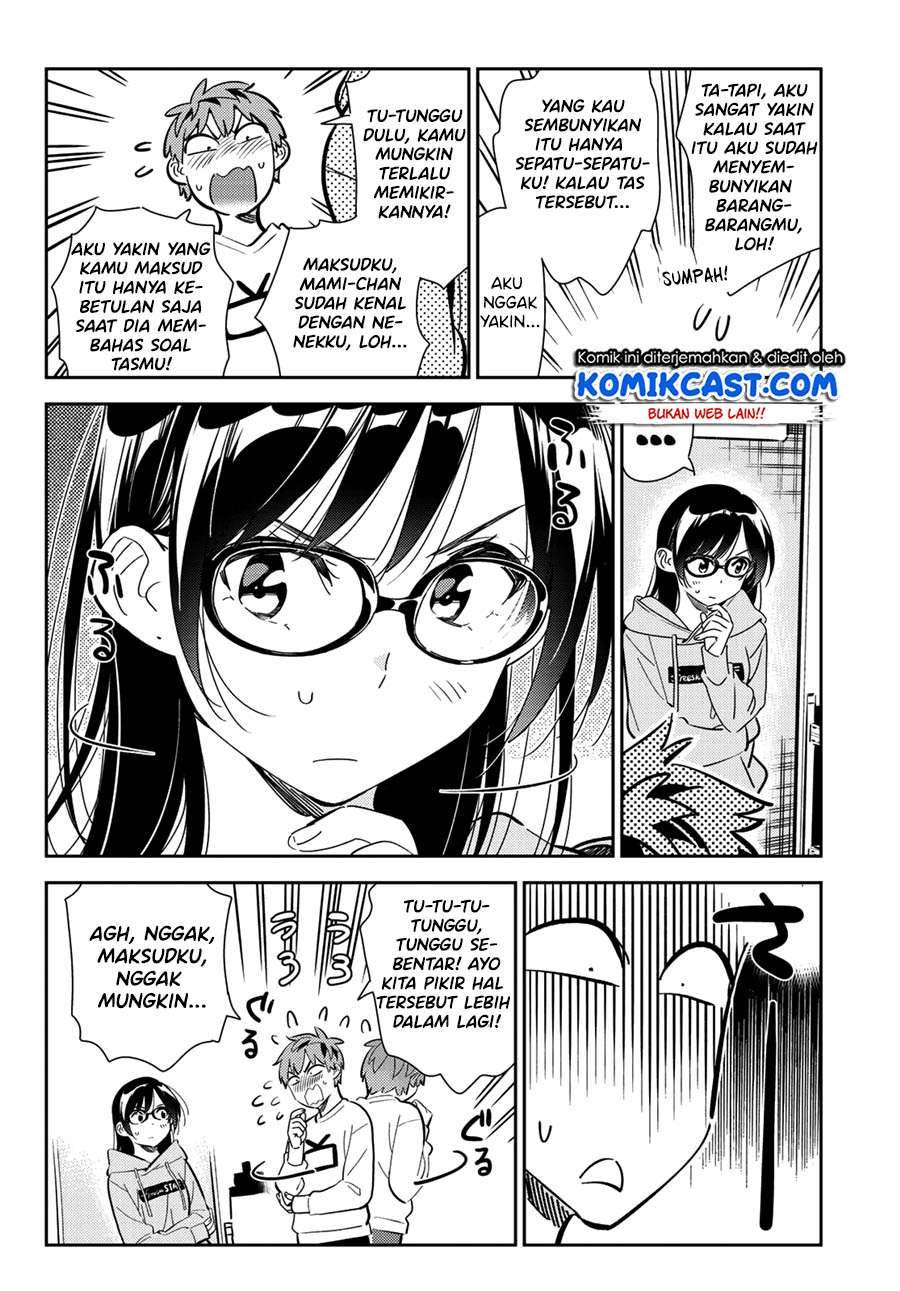 TA-TAPI, AKU
SANGAT YAKIN
KALAU SAAT
ITU AKU SUDAH
MENYEM-
BUNYIKAN
BARANG-
BARANGMU,
LOH!
SUMPAH!
YANG KAU
SEMBUNYIKAN
ITU HANYA
SEPATU-SEPATU-
KU! KALAU TAS
TERSEBUT...
AKU
NGGAK
YAKIN...
TU-TUNGGU
DULU, KAMU
MUNGKIN
TERLALU
MEMIKIR-
KANNYA!
MAKSUDKU,
MAMI-CHAN
SUDAH KENAL
DENGAN NE-
NEKKU, LOH...
AKU YAKIN YANG
KAMU MAKSUD
ITU HANYA KE-
BETULAN SAJA
SAAT DIA MEM-
BAHAS SOAL
TASMU!
Komik ini diterjemahkan & diedit oleh
KOMIKCAST.COM
BUKAN WEB LAIN!!
...
ふる
ふる
さーっ
TU-TU-TU-
TUNGGU,
TUNGGU SE-
BENTAR! AYO
KITA PIKIR HAL
TERSEBUT LEBIH
DALAM LAGI!
うろ
うろ
ぐる
ぐる
AGH, NGGAK,
MAKSUDKU,
NGGAK
MUNGKIN...